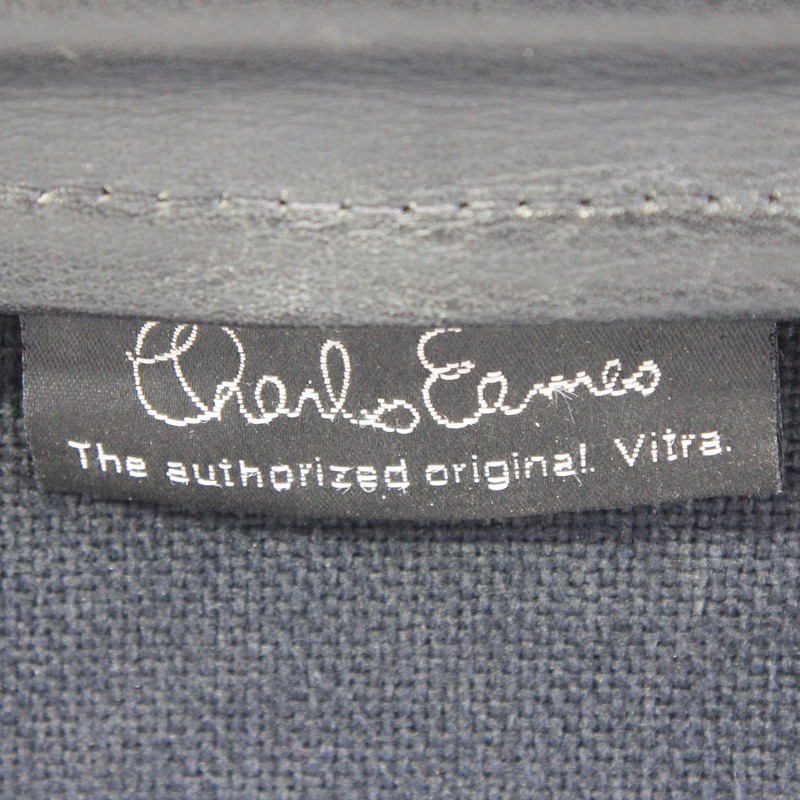 Charles Eames
The authorized original. Vitra.